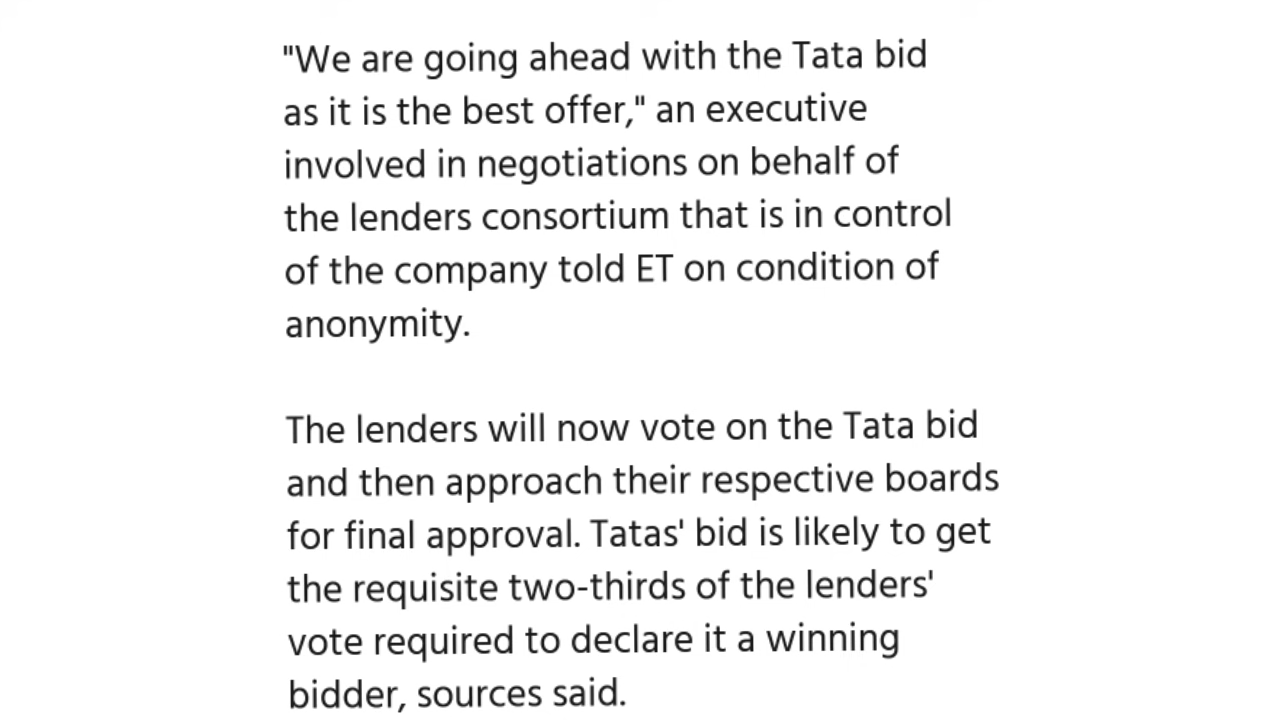 "We are going ahead with the Tata bid
as it is the best offer," an executive
involved in negotiations on behalf of
the lenders consortium that is in control
of the company told ET on condition of
anonymity.
The lenders will now vote on the Tata bid
and then approach their respective boards
for final approval. Tatas' bid is likely to get
the requisite two-thirds of the lenders'
vote required to declare it a winning
bidder, sources said.